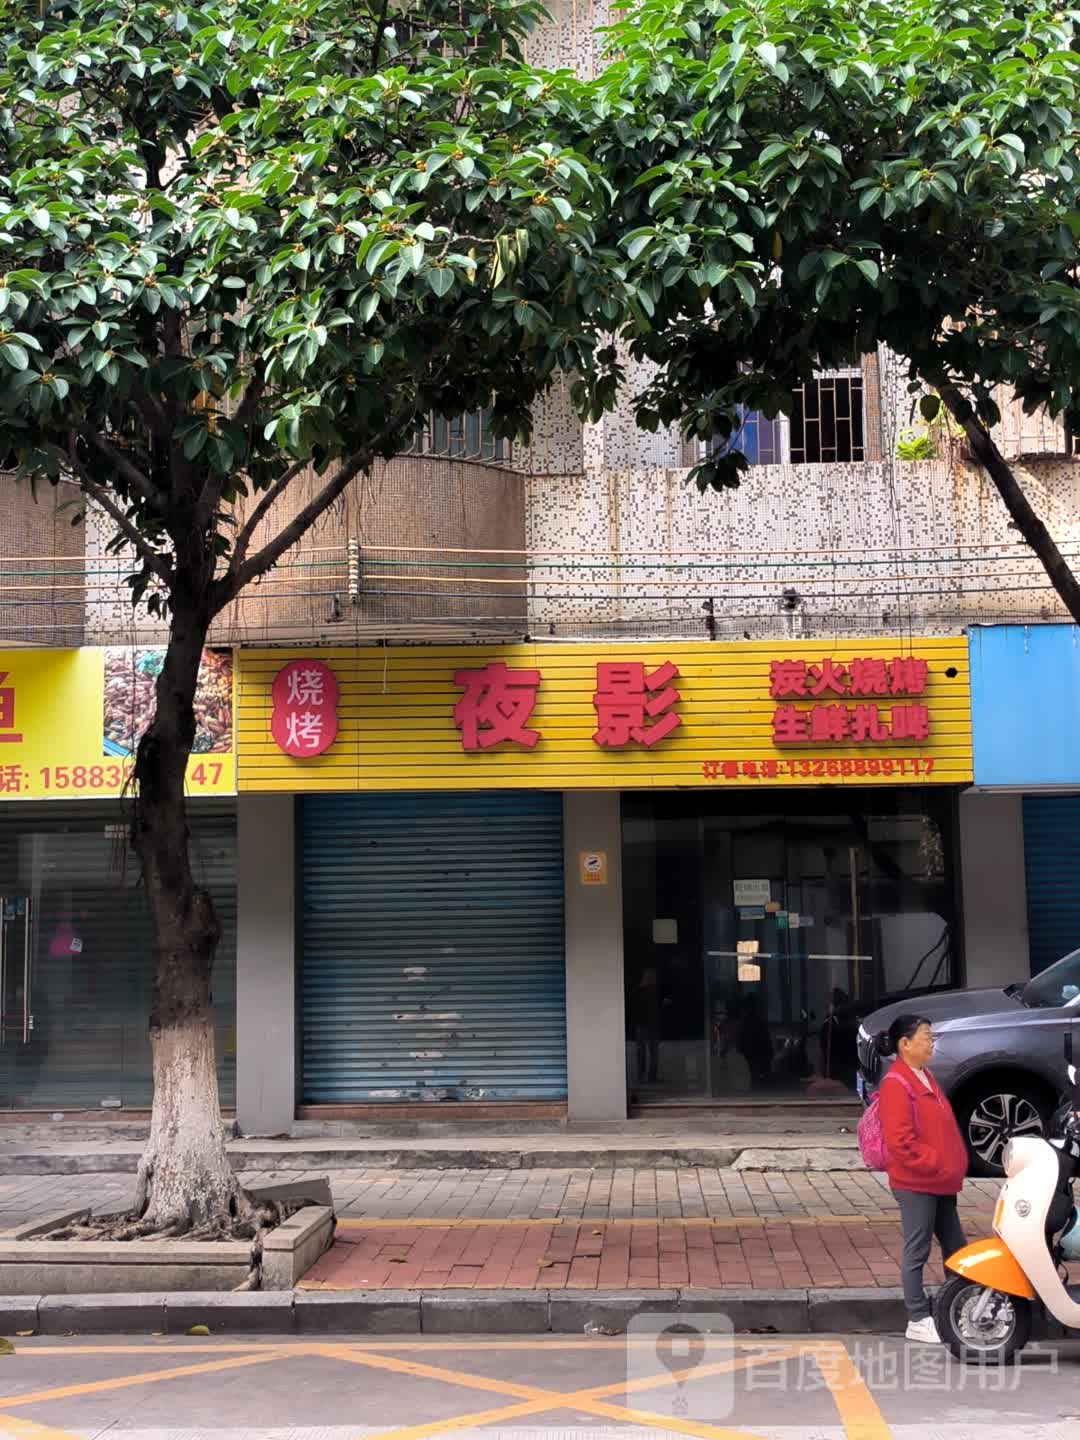 烧烤
夜影
炭火烧烤
生鲜扎啤
订餐电话:13268899117
话: 15883 47
百度地图用户